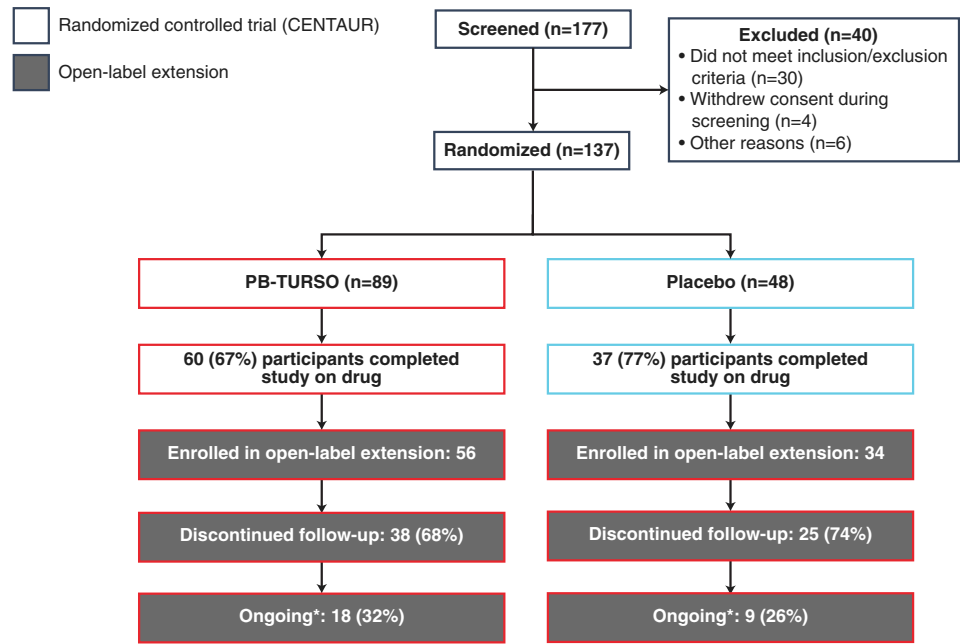 Randomized controlled trial (CENTAUR)
Open-label extension
Screened (n=177)
Excluded (n=40)
• Did not meet inclusion/exclusion
criteria (n=30)
• Withdrew consent during
screening (n=4)
• Other reasons (n=6)
Randomized (n=137)
PB-TURSO (n=89)
Placebo (n=48)
60 (67%) participants completed
study on drug
37 (77%) participants completed
study on drug
Enrolled in open-label extension: 56
Enrolled in open-label extension: 34
Discontinued follow-up: 38 (68%)
Discontinued follow-up: 25 (74%)
Ongoing*: 18 (32%)
Ongoing*: 9 (26%)